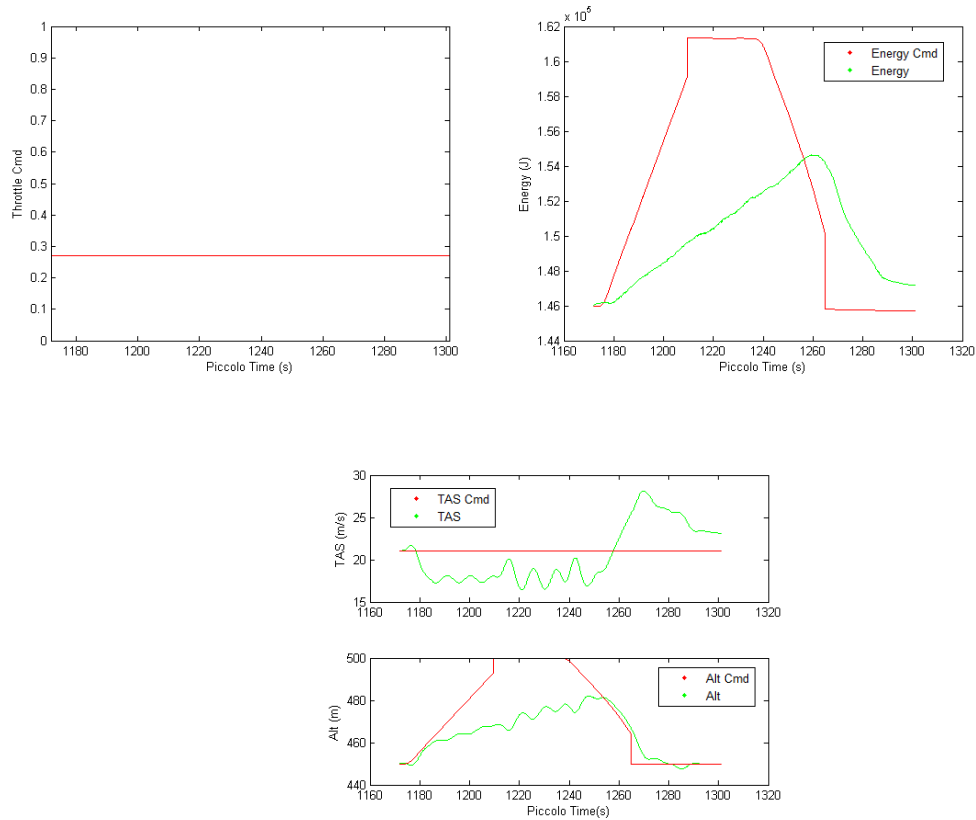 1
0.9
0.8
0.7
0.6
0.5
0.4
0.3
0.2
0.1
0
Throttle Cmd
1180 1200 1220 1240 1260 1280 1300
Piccolo Time (s)
x 10^5
1.62
1.6
1.58
1.56
1.54
1.52
1.5
1.48
1.46
1.44
Energy (J)
Energy Cmd
Energy
1160 1180 1200 1220 1240 1260 1280 1300 1320
Piccolo Time (s)
30
25
20
15
TAS (m/s)
TAS Cmd
TAS
1160 1180 1200 1220 1240 1260 1280 1300 1320
500
480
460
440
Alt (m)
Alt Cmd
Alt
1160 1180 1200 1220 1240 1260 1280 1300 1320
Piccolo Time(s)